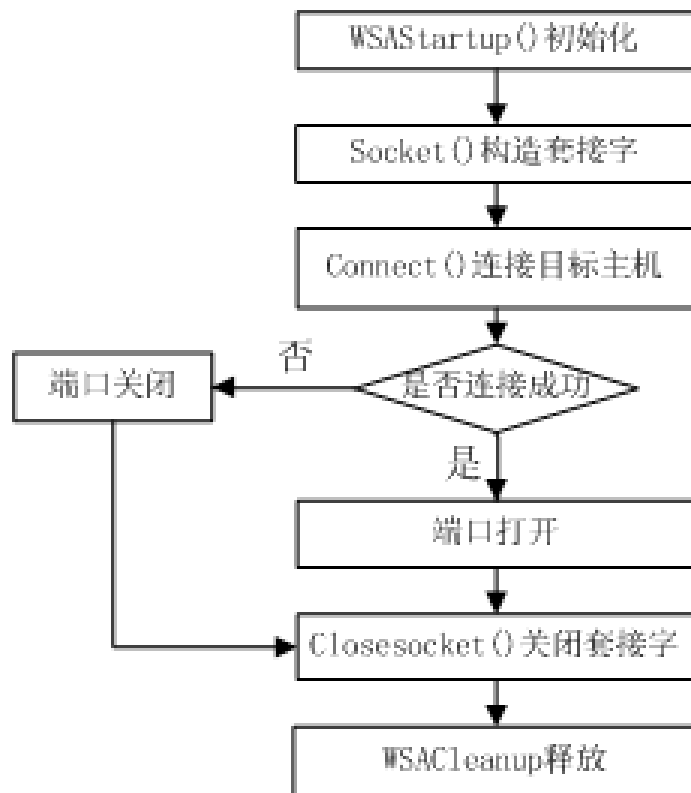 WSAStartup()初始化
Socket()构造套接字
Connect()连接目标主机
否
端口关闭
是否连接成功
是
端口打开
Closesocket()关闭套接字
WSACleanup释放